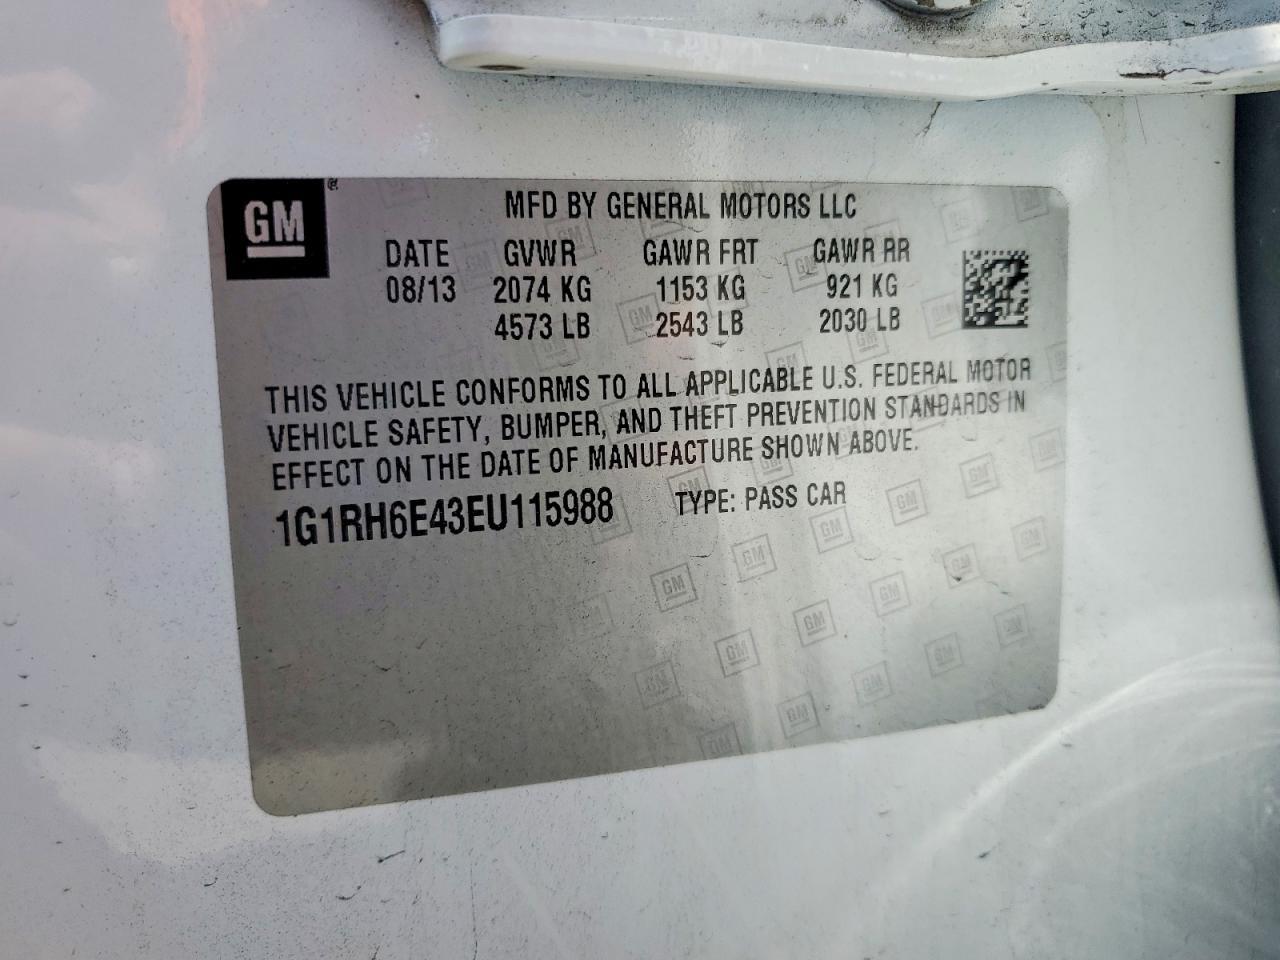 GM
MFD BY GENERAL MOTORS LLC
DATE GVWR GAWR FRT GAWR RR
08/13 2074 KG 1153 KG 921 KG
4573 LB 2543 LB 2030 LB
THIS VEHICLE CONFORMS TO ALL APPLICABLE U.S. FEDERAL MOTOR
VEHICLE SAFETY, BUMPER, AND THEFT PREVENTION STANDARDS IN
EFFECT ON THE DATE OF MANUFACTURE SHOWN ABOVE.
1G1RH6E43EU115988 TYPE: PASS CAR